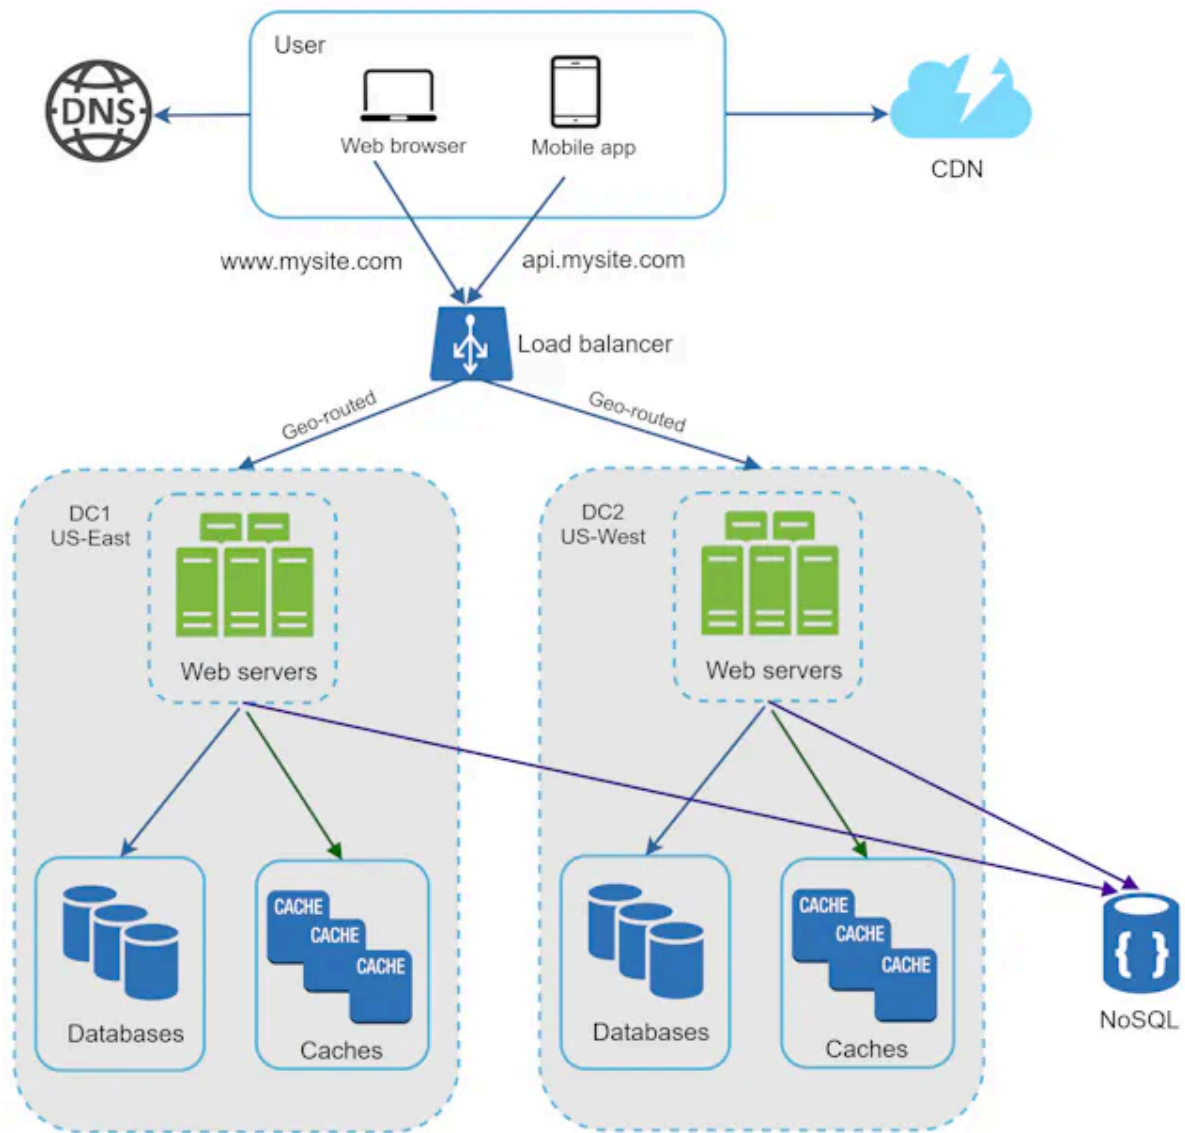 User
DNS
Web browser
Mobile app
CDN
www.mysite.com
api.mysite.com
Load balancer
Geo-routed
Geo-routed
DC1
US-East
Web servers
DC2
US-West
Web servers
CACHE
CACHE
CACHE
Databases
Caches
CACHE
CACHE
CACHE
Databases
Caches
{ }
NoSQL